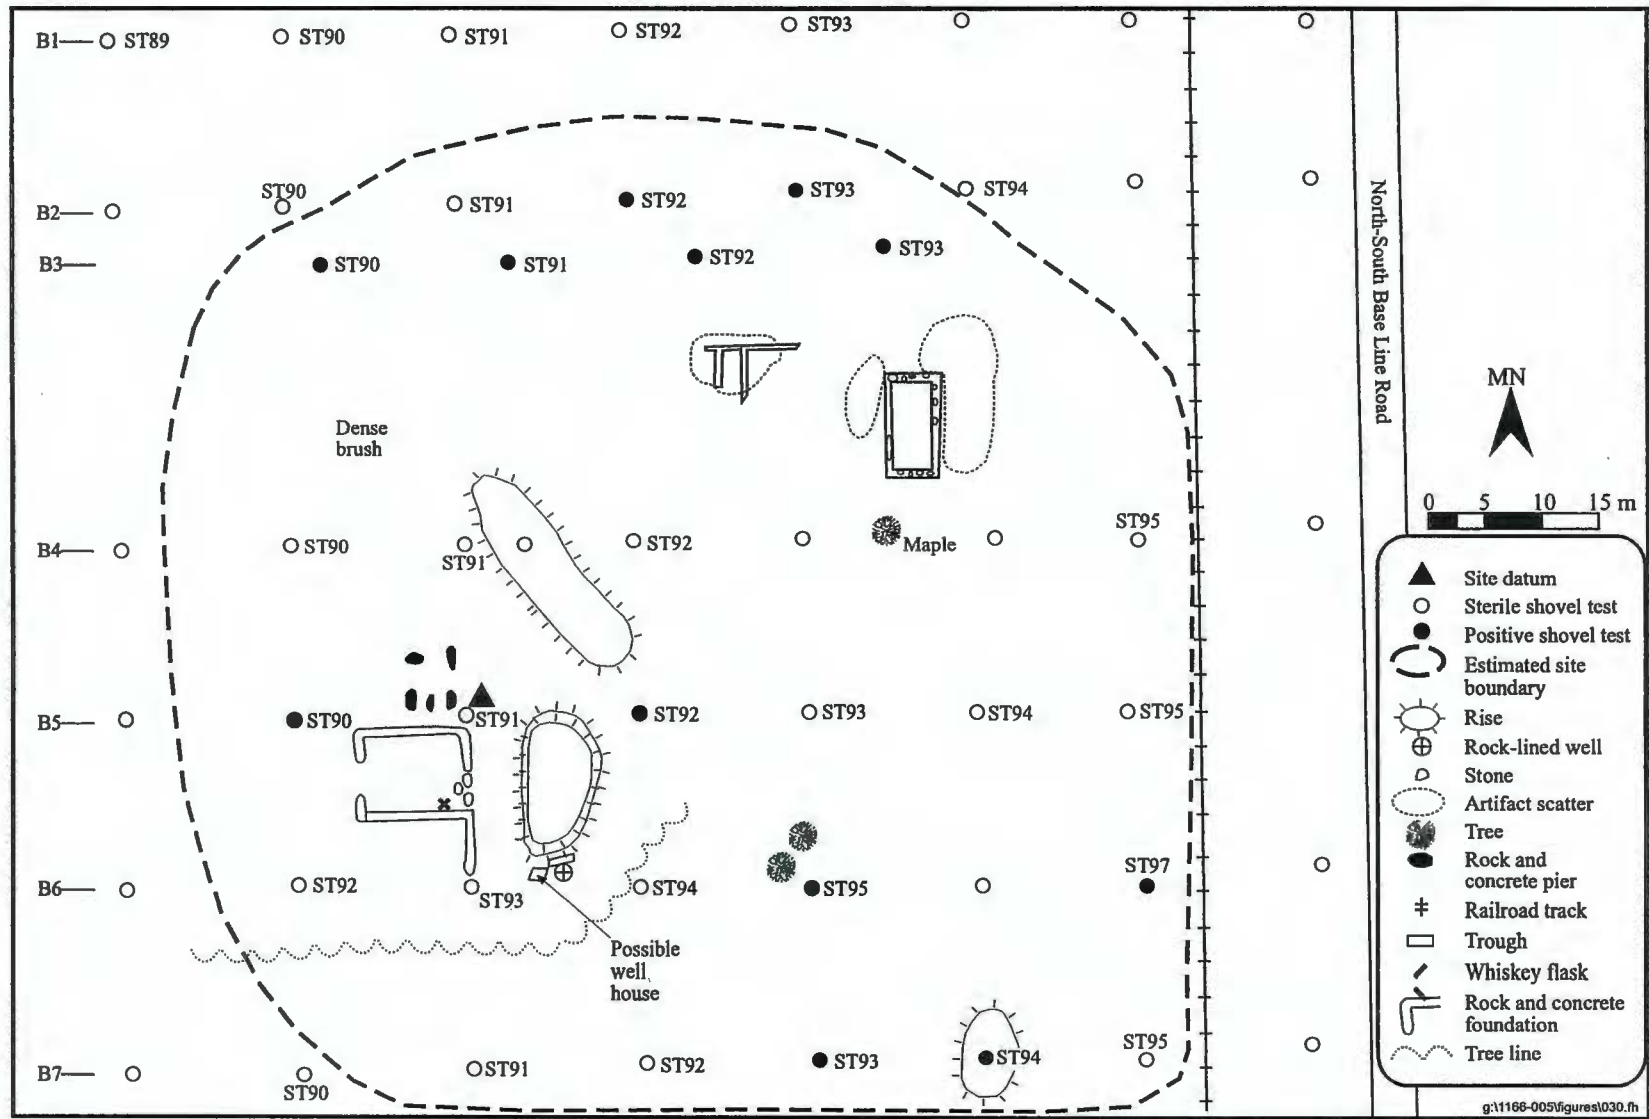 B1
ST89
ST90
ST91
ST92
ST93
B2
ST90
ST91
ST92
ST93
ST94
B3
ST90
ST91
ST92
ST93
North-South Base Line Road
MN
0 5 10 15 m
Dense
brush
B4
ST90
ST91
ST92
Maple
ST95
B5
ST90
ST91
ST92
ST93
ST94
ST95
B6
ST92
ST93
ST94
ST95
ST97
Possible
well
house
B7
ST90
ST91
ST92
ST93
ST94
ST95
Site datum
Sterile shovel test
Positive shovel test
Estimated site
boundary
Rise
Rock-lined well
Stone
Artifact scatter
Tree
Rock and
concrete pier
Railroad track
Trough
Whiskey flask
Rock and concrete
foundation
Tree line
g:\1166-005\figures\030.fh